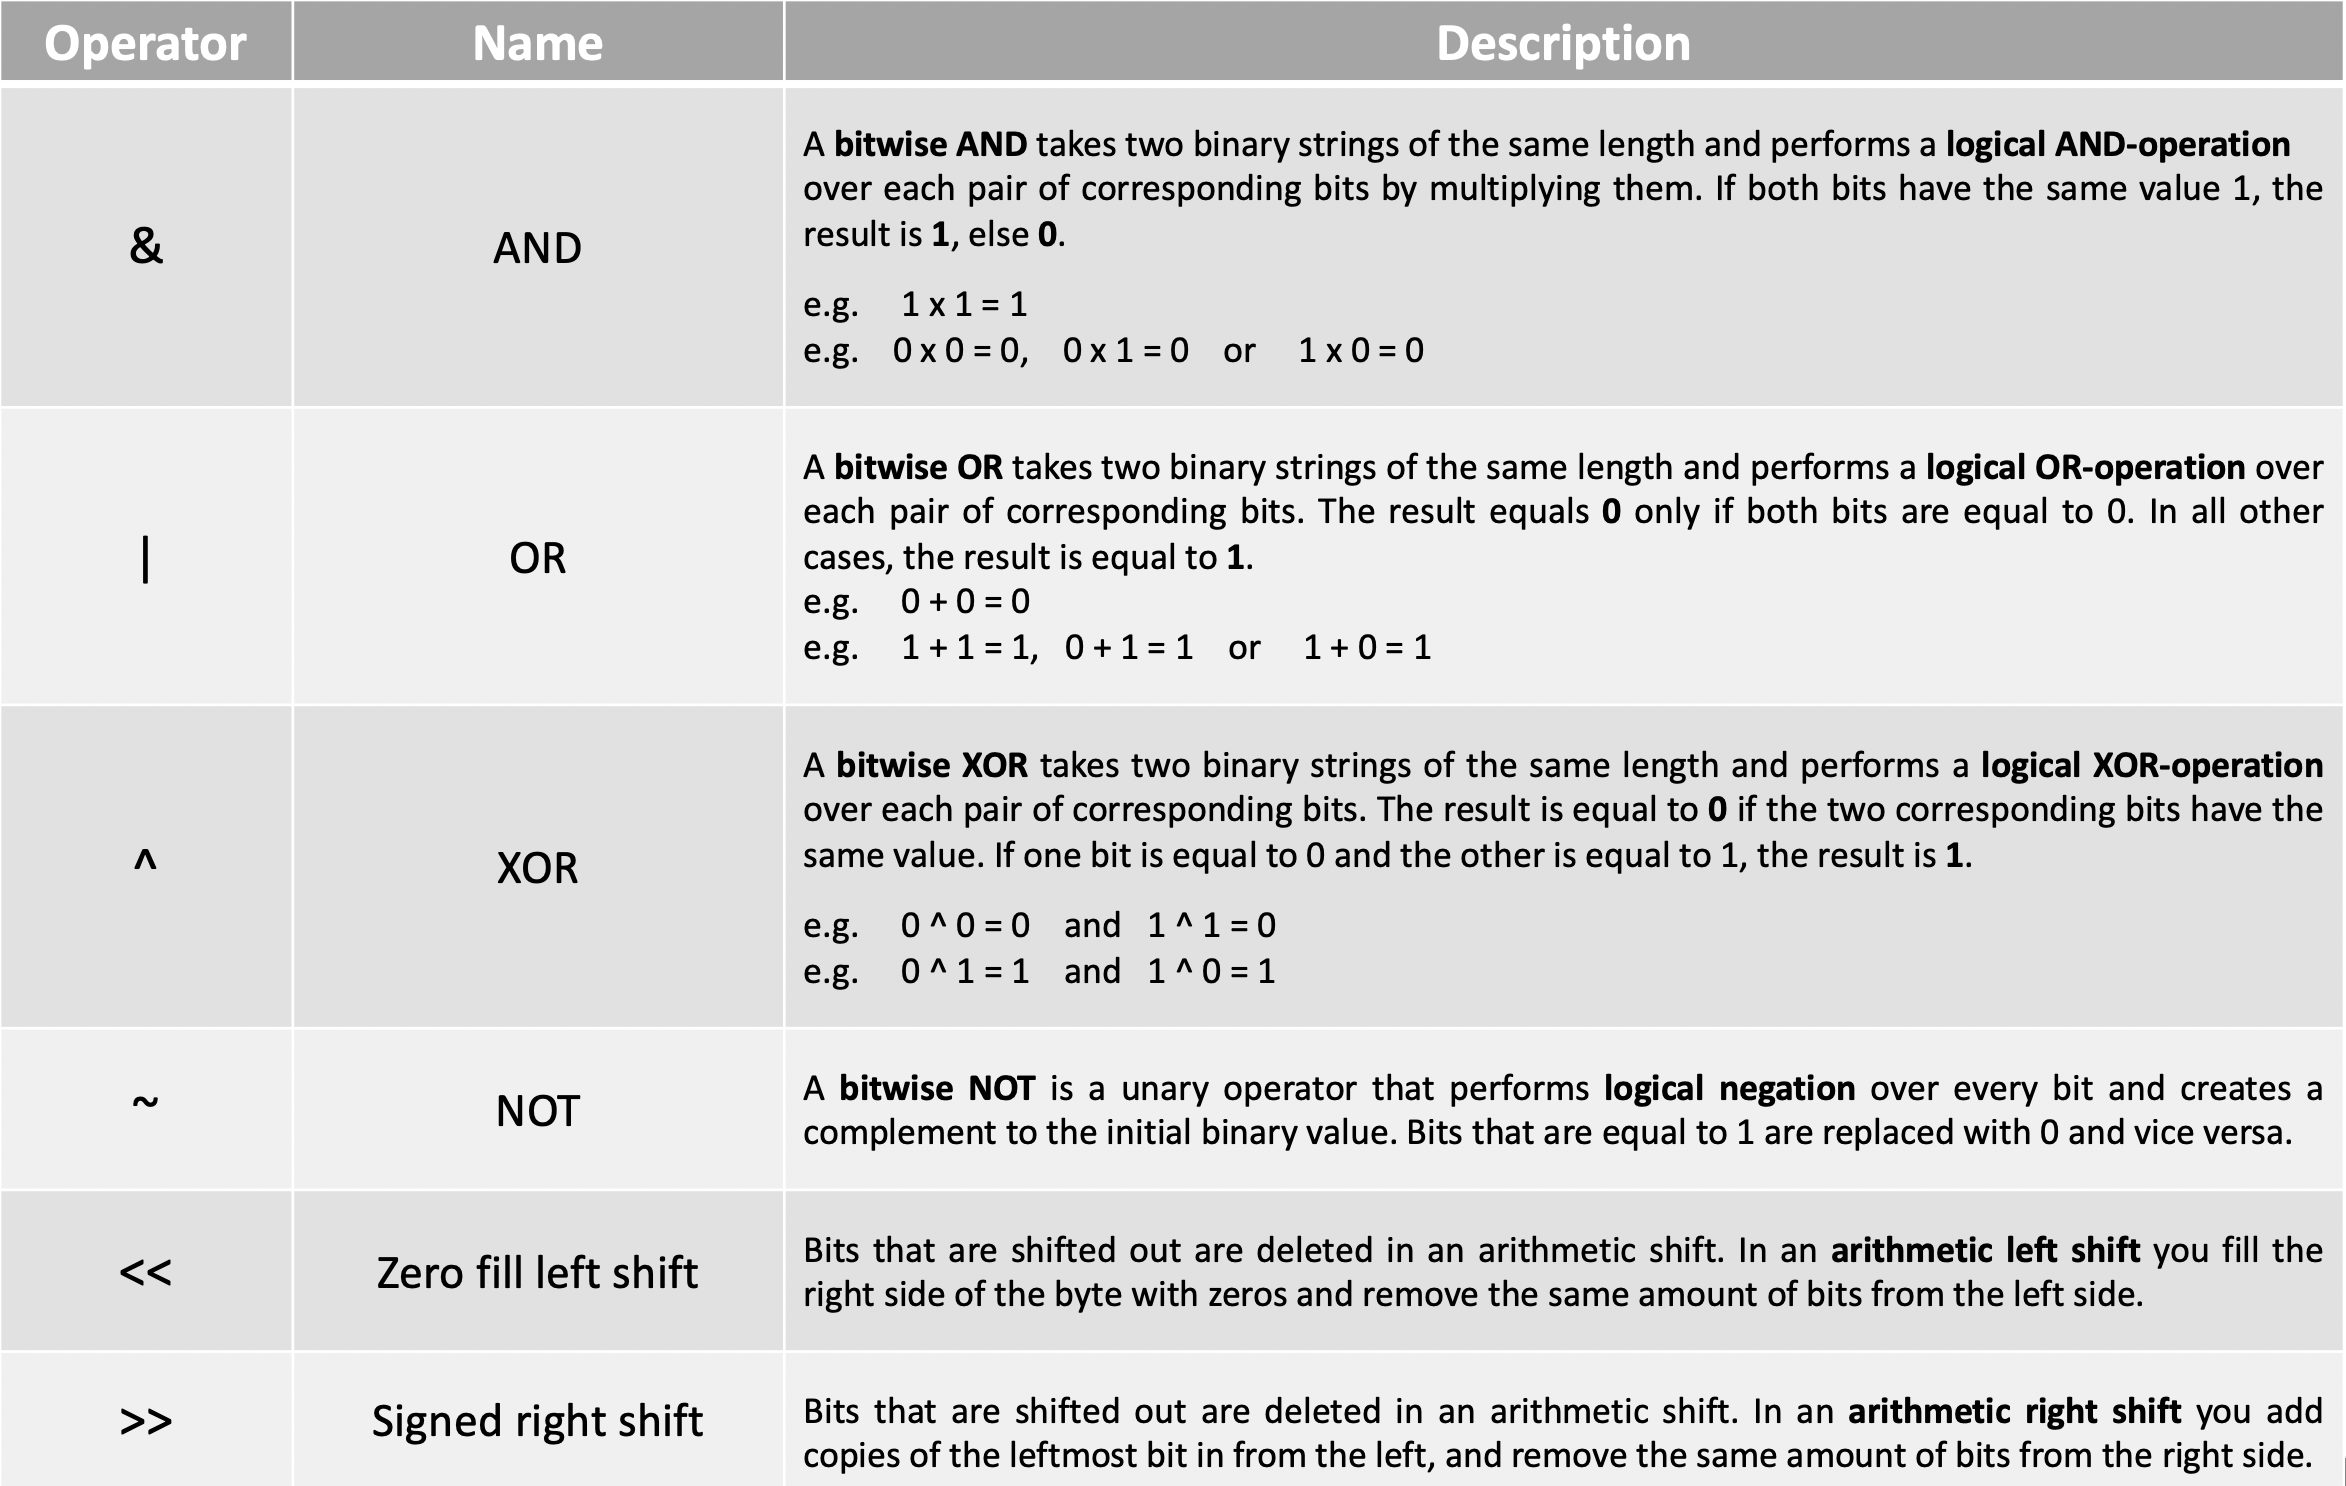 Operator Name Description
& AND
A bitwise AND takes two binary strings of the same length and performs a logical AND-operation
over each pair of corresponding bits by multiplying them. If both bits have the same value 1, the
result is 1, else 0.
e.g. 1 x 1 = 1
e.g. 0 x 0 = 0, 0 x 1 = 0 or 1 x 0 = 0
| OR
A bitwise OR takes two binary strings of the same length and performs a logical OR-operation over
each pair of corresponding bits. The result equals 0 only if both bits are equal to 0. In all other
cases, the result is equal to 1.
e.g. 0 + 0 = 0
e.g. 1 + 1 = 1, 0 + 1 = 1 or 1 + 0 = 1
^ XOR
A bitwise XOR takes two binary strings of the same length and performs a logical XOR-operation
over each pair of corresponding bits. The result is equal to 0 if the two corresponding bits have the
same value. If one bit is equal to 0 and the other is equal to 1, the result is 1.
e.g. 0 ^ 0 = 0 and 1 ^ 1 = 0
e.g. 0 ^ 1 = 1 and 1 ^ 0 = 1
~ NOT
A bitwise NOT is a unary operator that performs logical negation over every bit and creates a
complement to the initial binary value. Bits that are equal to 1 are replaced with 0 and vice versa.
<< Zero fill left shift
Bits that are shifted out are deleted in an arithmetic shift. In an arithmetic left shift you fill the
right side of the byte with zeros and remove the same amount of bits from the left side.
>> Signed right shift
Bits that are shifted out are deleted in an arithmetic shift. In an arithmetic right shift you add
copies of the leftmost bit in from the left, and remove the same amount of bits from the right side.